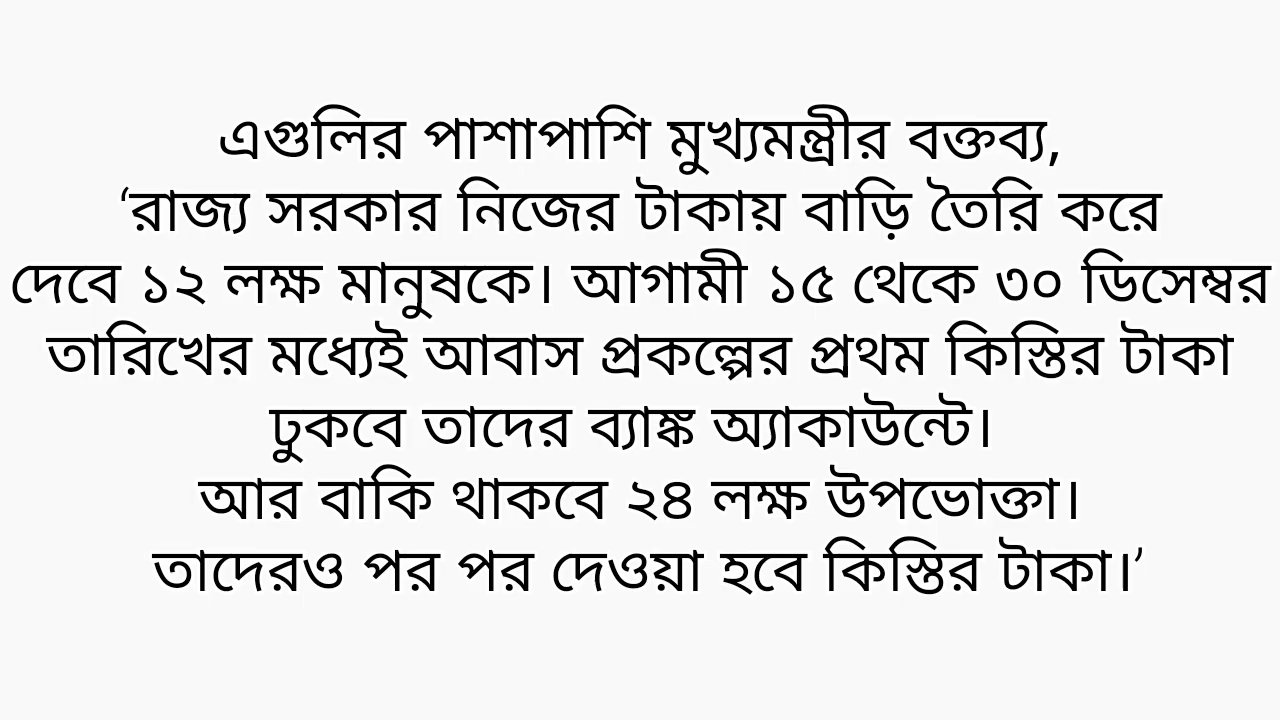 এগুলির পাশাপাশি মুখ্যমন্ত্রীর বক্তব্য,
‘রাজ্য সরকার নিজের টাকায় বাড়ি তৈরি করে
দেবে ১২ লক্ষ মানুষকে। আগামী ১৫ থেকে ৩০ ডিসেম্বর
তারিখের মধ্যেই আবাস প্রকল্পের প্রথম কিস্তির টাকা
ঢুকবে তাদের ব্যাঙ্ক অ্যাকাউন্টে।
আর বাকি থাকবে ২৪ লক্ষ উপভোক্তা।
তাদেরও পর পর দেওয়া হবে কিস্তির টাকা।’